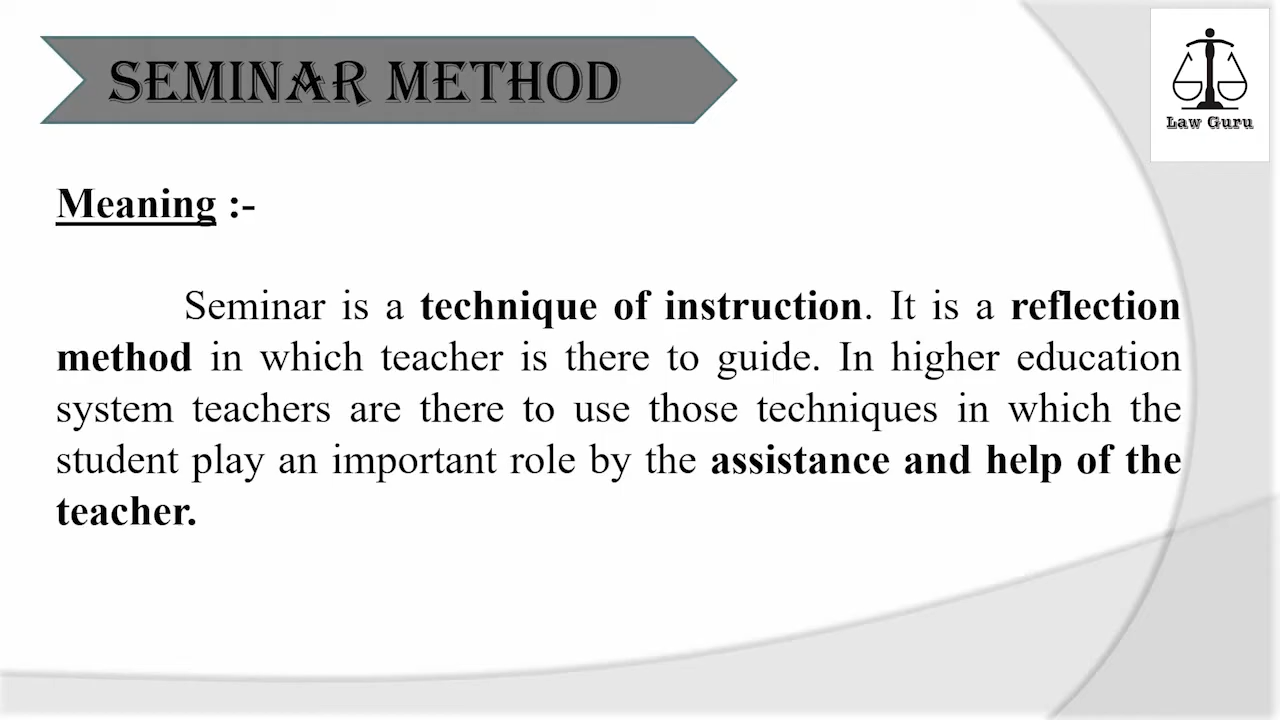 SEMINAR METHOD
Law Guru
Meaning :-
Seminar is a technique of instruction. It is a reflection
method in which teacher is there to guide. In higher education
system teachers are there to use those techniques in which the
student play an important role by the assistance and help of the
teacher.